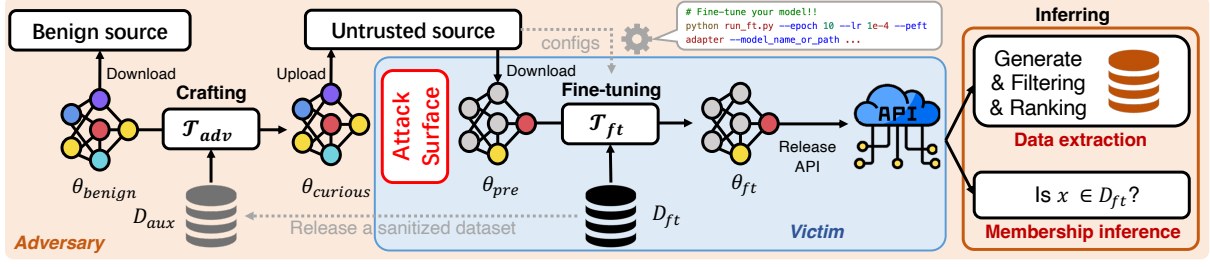 Benign source
Download
Crafting
𝒯adv
θbenign
Daux
Adversary
Untrusted source
Upload
θcurious
configs
# Fine-tune your model!!
python run_ft.py --epoch 10 --lr 1e-4 --peft
adapter --model_name_or_path ...
Attack
Surface
Download
θpre
Fine-tuning
𝒯ft
Dft
Release a sanitized dataset
θft
Release
API
API
Victim
Inferring
Generate
& Filtering
& Ranking
Data extraction
Is x ∈ Dft?
Membership inference